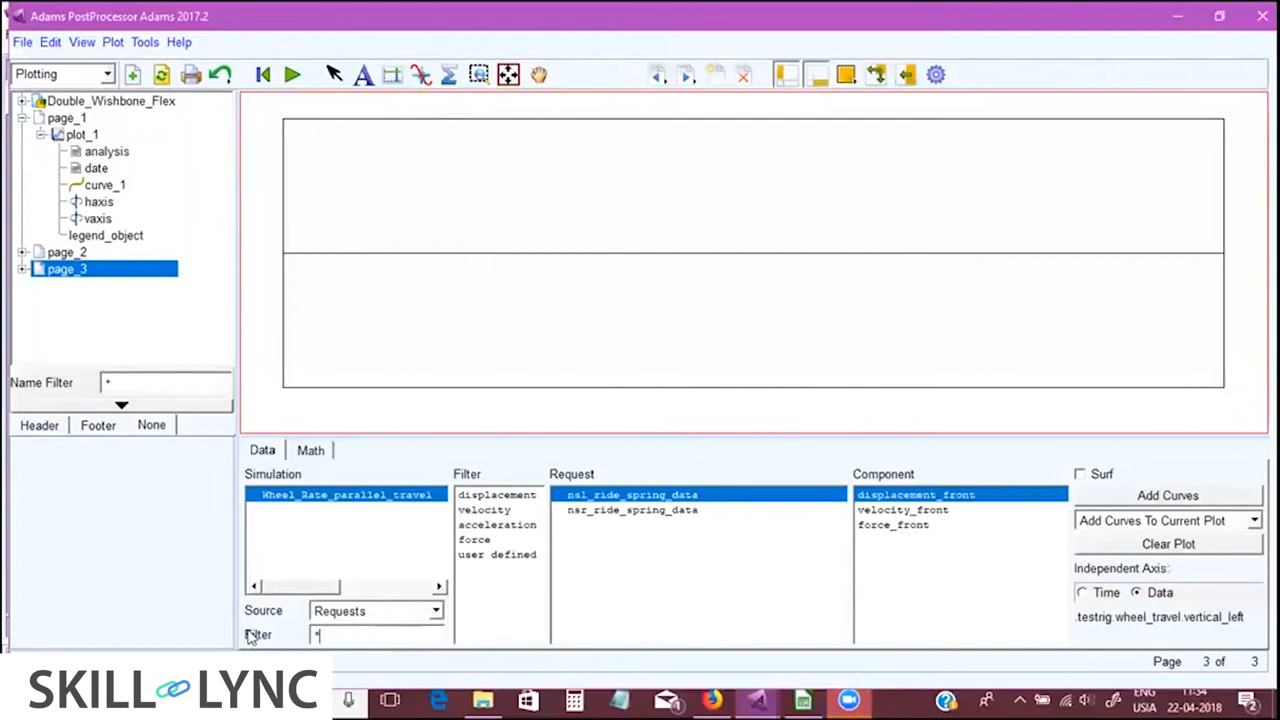 Adams PostProcessor Adams 2017.2
File Edit View Plot Tools Help
Plotting
Double_Wishbone_Flex
page_1
plot_1
analysis
date
curve_1
haxis
vaxis
legend_object
page_2
page_3
Name Filter *
Header Footer None
Data Math
Simulation Filter Request Component Surf
Wheel_Rate_parallel_travel displacement nsl_ride_spring_data displacement_front Add Curves
velocity nsr_ride_spring_data velocity_front
acceleration force_front Add Curves To Current Plot
force Clear Plot
user defined
Independent Axis:
Time Data
Source Requests .testrig.wheel_travel.vertical_left
Filter *
Page 3 of 3
SKILL LYNC
ENG 11:34
USIA 22-04-2018